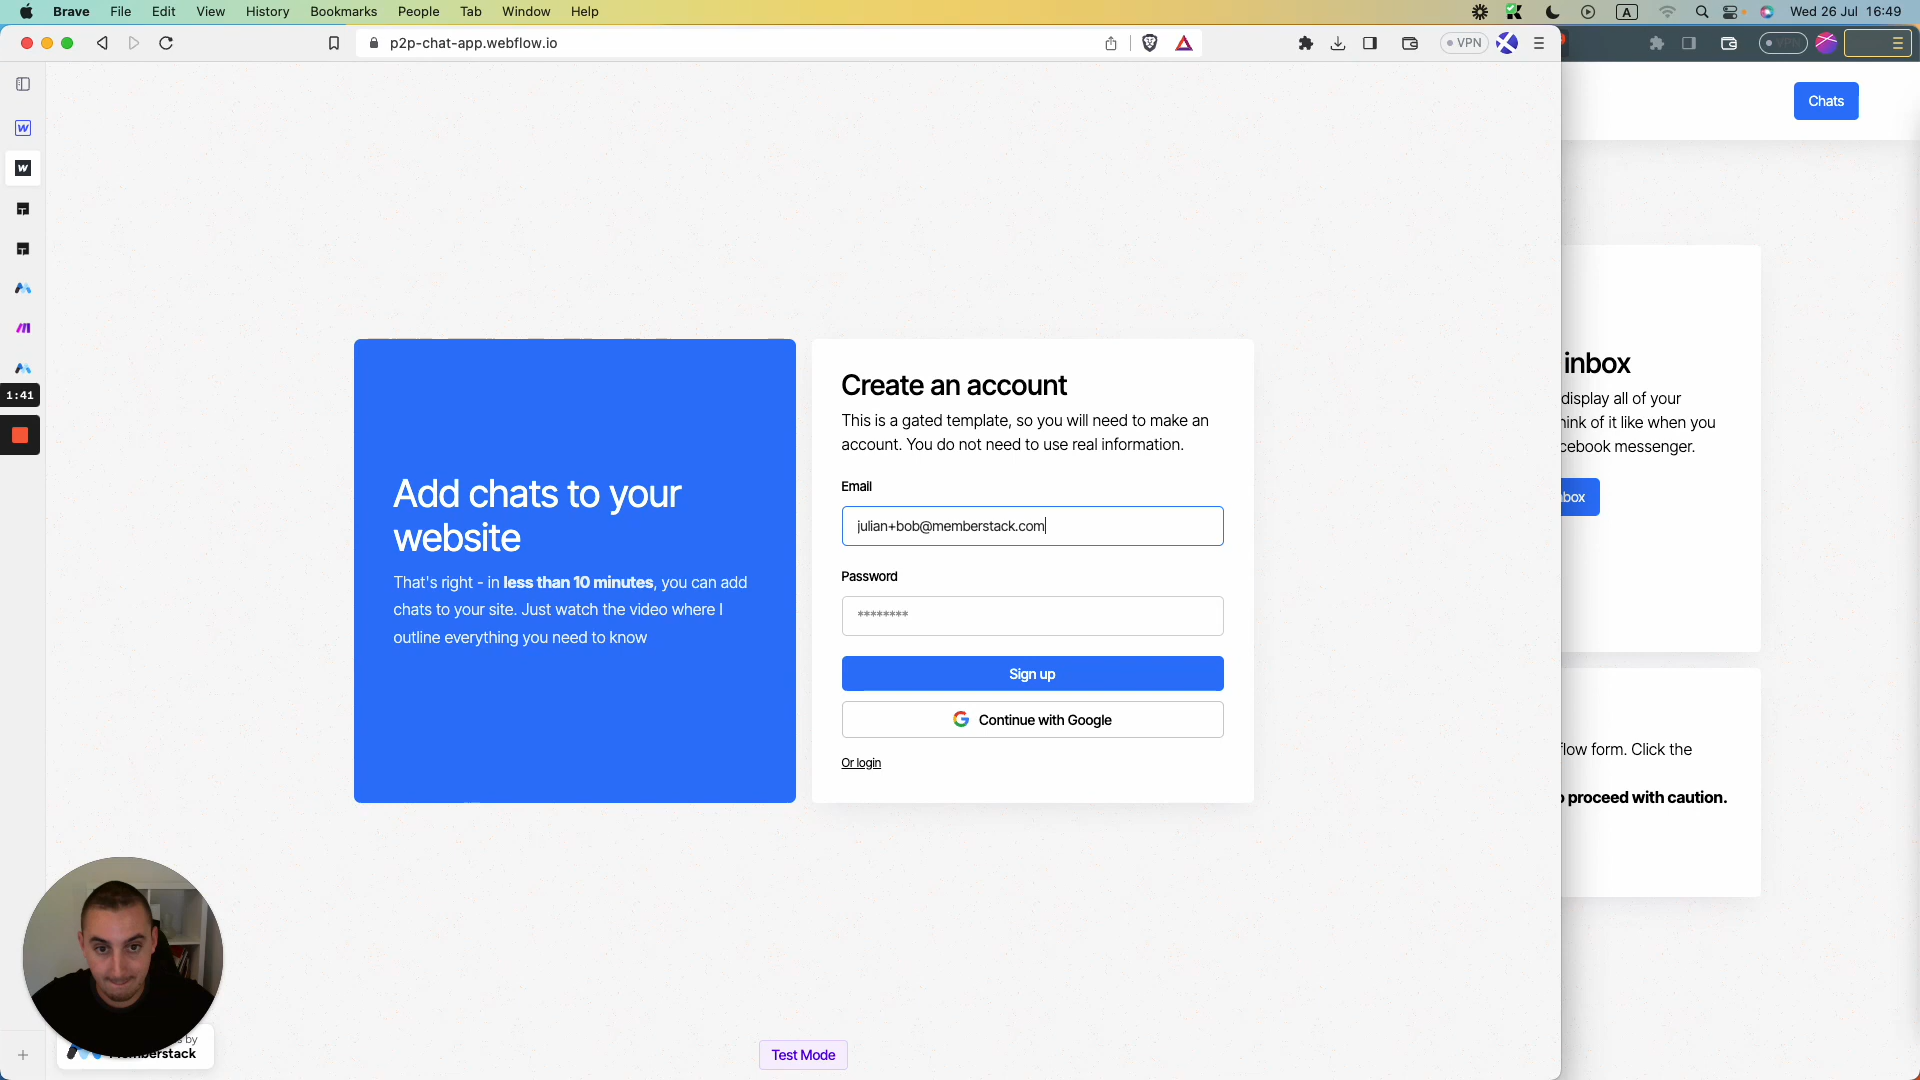 Brave File Edit View History Bookmarks People Tab Window Help
A
Wed 26 Jul 16:49
p2p-chat-app.webflow.io
VPN
Chats
1:41
Add chats to your
website
That's right - in less than 10 minutes, you can add
chats to your site. Just watch the video where I
outline everything you need to know
Create an account
This is a gated template, so you will need to make an
account. You do not need to use real information.
Email
julian+bob@memberstack.com
Password
********
Sign up
Continue with Google
Or login
inbox
display all of your
hink of it like when you
cebook messenger.
box
flow form. Click the
o proceed with caution.
by
Memberstack
Test Mode